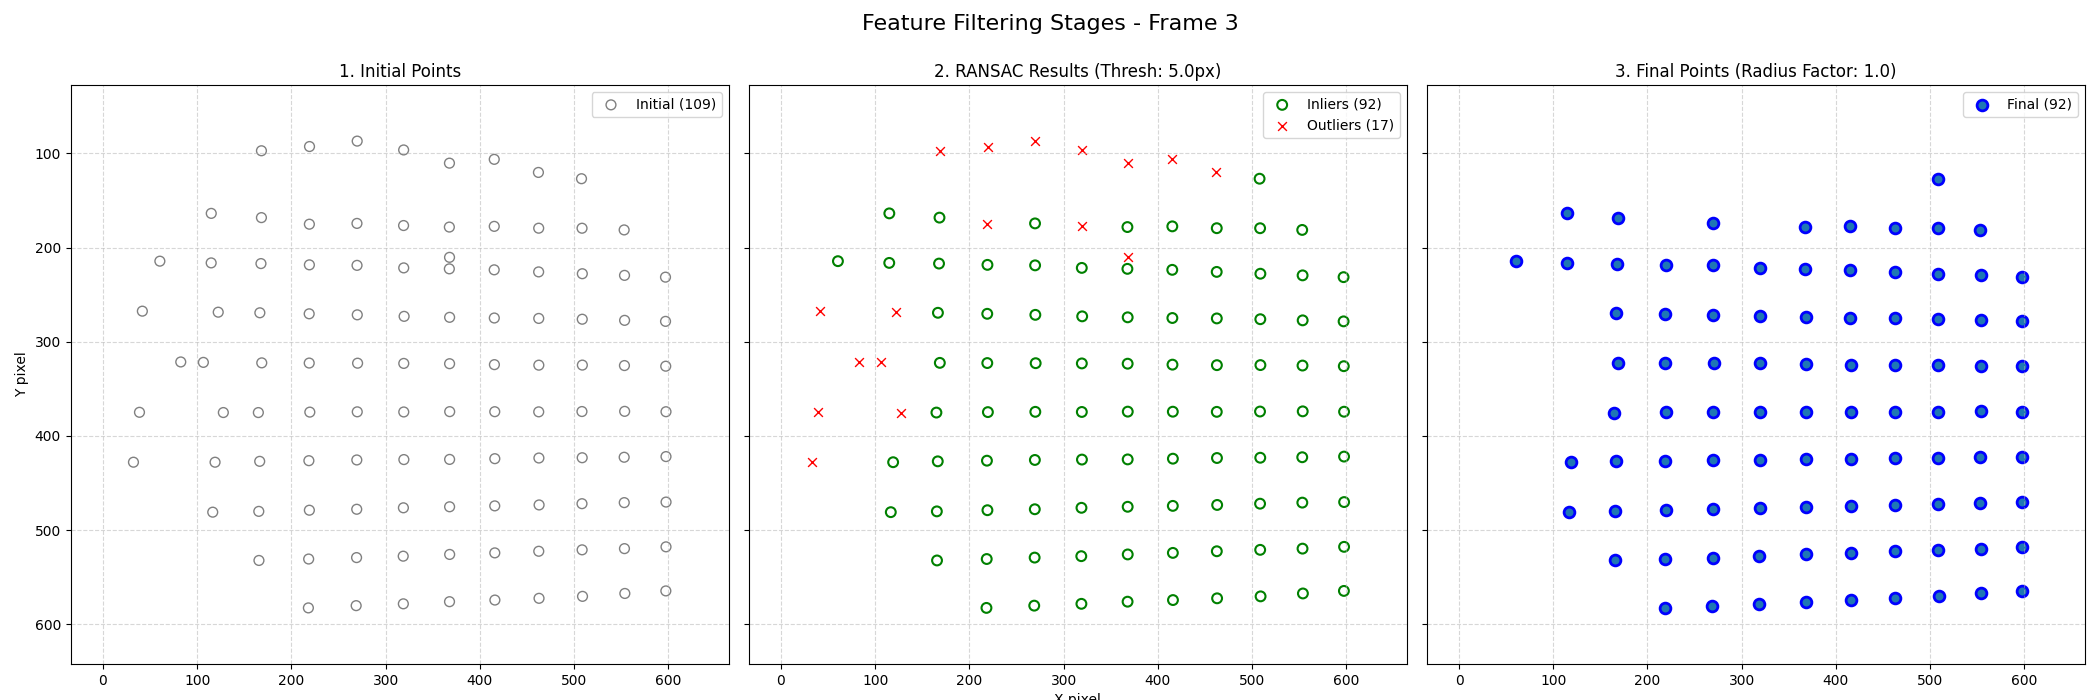 Feature Filtering Stages - Frame 3
1. Initial Points
Initial (109)
100
200
300
400
500
600
Y pixel
0 100 200 300 400 500 600
2. RANSAC Results (Thresh: 5.0px)
Inliers (92)
Outliers (17)
0 100 200 300 400 500 600
X pixel
3. Final Points (Radius Factor: 1.0)
Final (92)
0 100 200 300 400 500 600